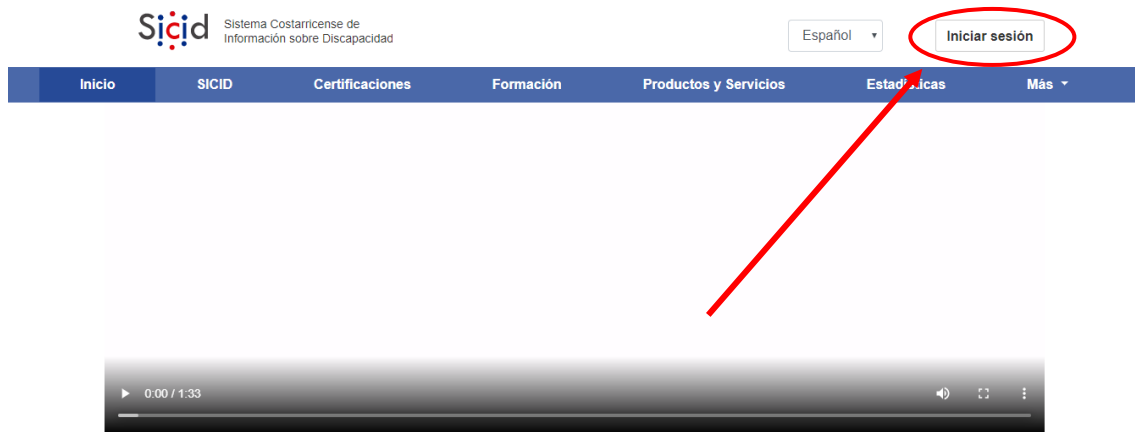 Sicid
Sistema Costarricense de
Información sobre Discapacidad
Español
Iniciar sesión
Inicio SICID Certificaciones Formación Productos y Servicios Estadísticas Más
0:00 / 1:33